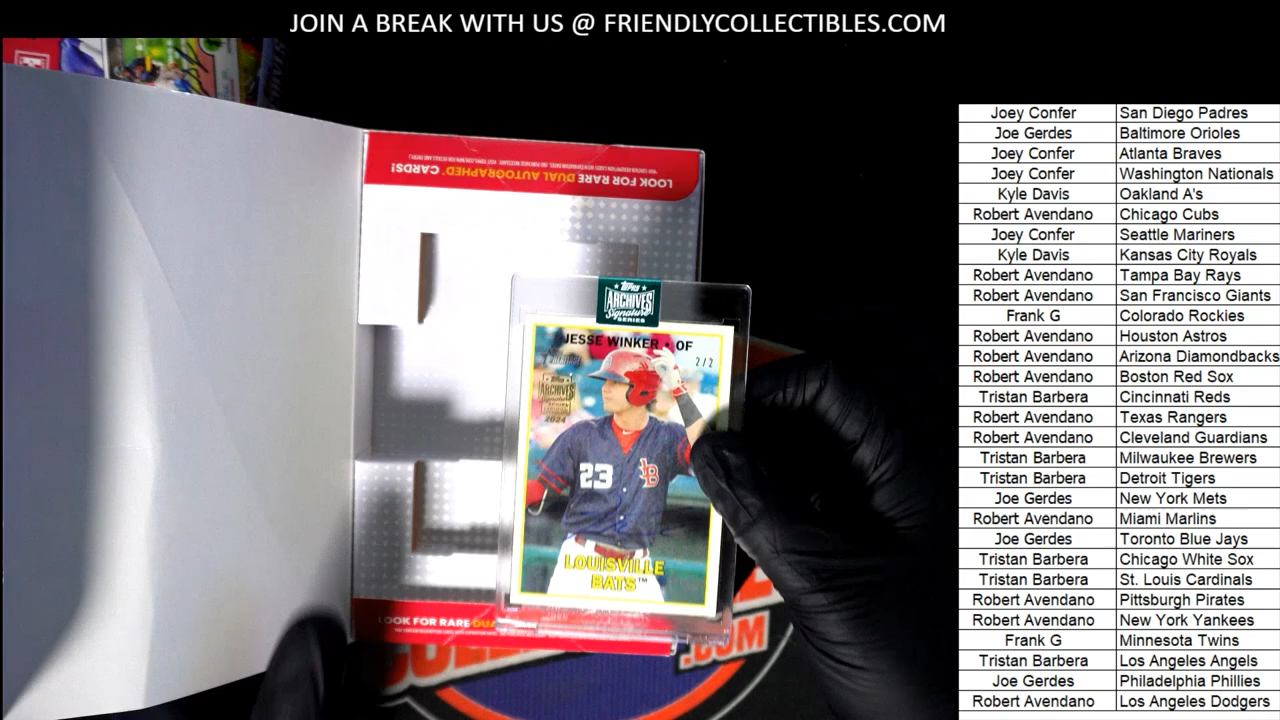 JOIN A BREAK WITH US @ FRIENDLYCOLLECTIBLES.COM
LOOK FOR RARE DUAL AUTOGRAPHED* CARDS!
Topps
ARCHIVES
Signature
SERIES
JESSE WINKER • OF
2/2
Topps
ARCHIVES
Signature
SERIES
2024
23
B
LOUISVILLE
BATS™
LOOK FOR RARE
.COM
Joey Confer San Diego Padres
Joe Gerdes Baltimore Orioles
Joey Confer Atlanta Braves
Joey Confer Washington Nationals
Kyle Davis Oakland A's
Robert Avendano Chicago Cubs
Joey Confer Seattle Mariners
Kyle Davis Kansas City Royals
Robert Avendano Tampa Bay Rays
Robert Avendano San Francisco Giants
Frank G Colorado Rockies
Robert Avendano Houston Astros
Robert Avendano Arizona Diamondbacks
Robert Avendano Boston Red Sox
Tristan Barbera Cincinnati Reds
Robert Avendano Texas Rangers
Robert Avendano Cleveland Guardians
Tristan Barbera Milwaukee Brewers
Tristan Barbera Detroit Tigers
Joe Gerdes New York Mets
Robert Avendano Miami Marlins
Joe Gerdes Toronto Blue Jays
Tristan Barbera Chicago White Sox
Tristan Barbera St. Louis Cardinals
Robert Avendano Pittsburgh Pirates
Robert Avendano New York Yankees
Frank G Minnesota Twins
Tristan Barbera Los Angeles Angels
Joe Gerdes Philadelphia Phillies
Robert Avendano Los Angeles Dodgers